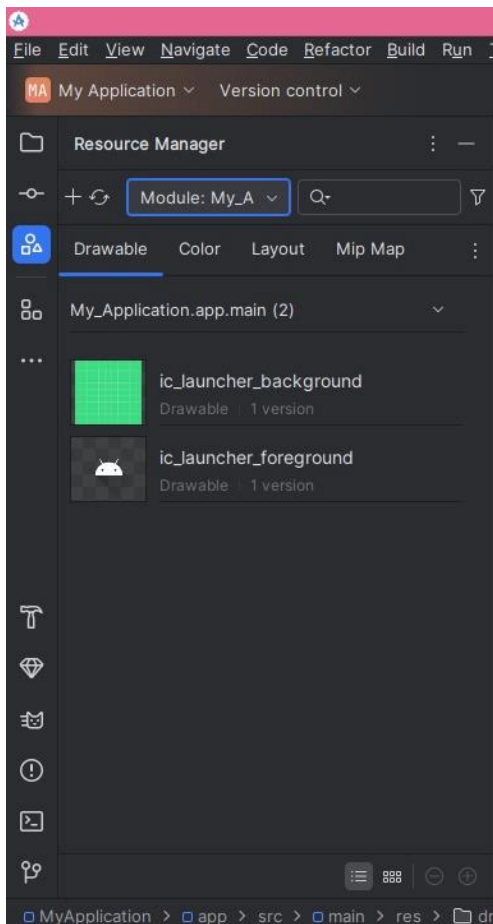 File Edit View Navigate Code Refactor Build Run
MA My Application Version control
Resource Manager
Module: My_A
Drawable Color Layout Mip Map
My_Application.app.main (2)
ic_launcher_background
Drawable | 1 version
ic_launcher_foreground
Drawable | 1 version
MyApplication > app > src > main > res > dr